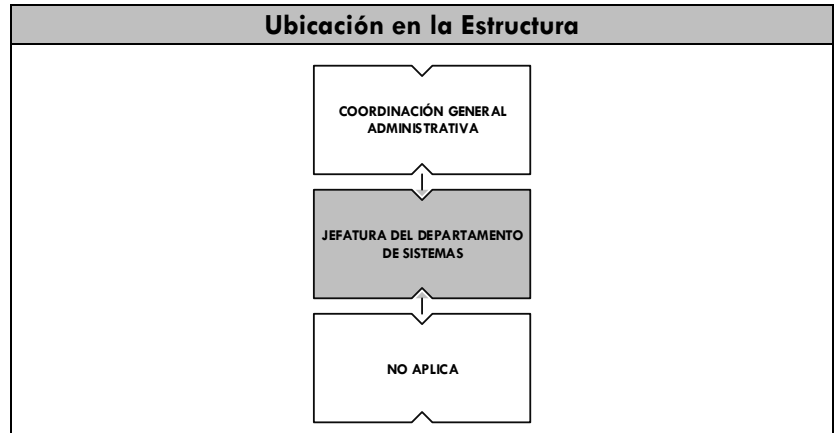 Ubicación en la Estructura
COORDINACIÓN GENERAL
ADMINISTRATIVA
JEFATURA DEL DEPARTAMENTO
DE SISTEMAS
NO APLICA